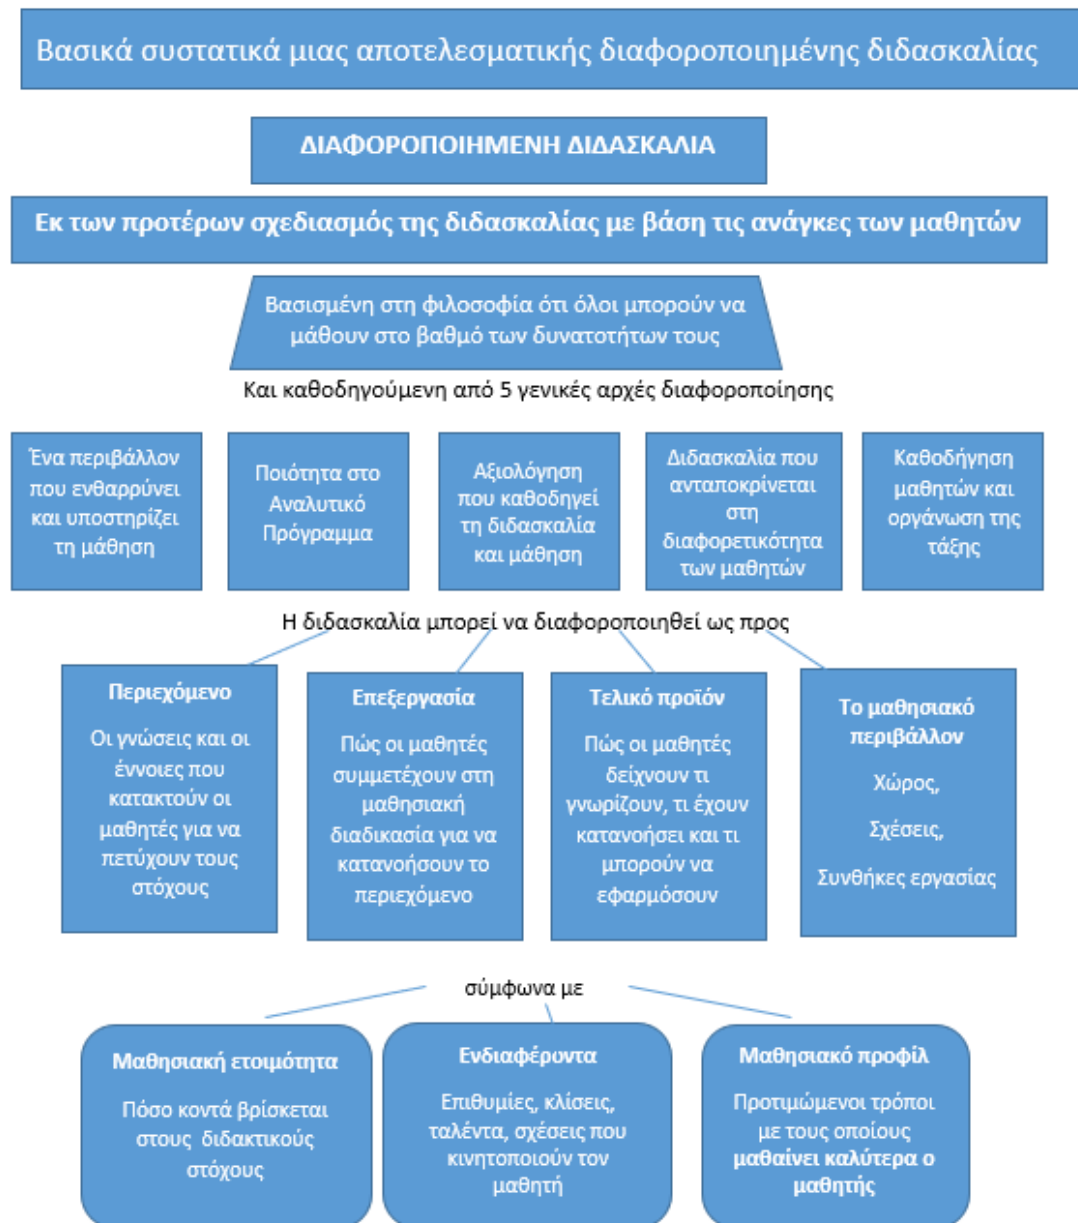 Βασικά συστατικά μιας αποτελεσματικής διαφοροποιημένης διδασκαλίας
ΔΙΑΦΟΡΟΠΟΙΗΜΕΝΗ ΔΙΔΑΣΚΑΛΙΑ
Εκ των προτέρων σχεδιασμός της διδασκαλίας με βάση τις ανάγκες των μαθητών
Βασισμένη στη φιλοσοφία ότι όλοι μπορούν να
μάθουν στο βαθμό των δυνατοτήτων τους
Και καθοδηγούμενη από 5 γενικές αρχές διαφοροποίησης
Ένα περιβάλλον
που ενθαρρύνει
και υποστηρίζει
τη μάθηση
Ποιότητα στο
Αναλυτικό
Πρόγραμμα
Αξιολόγηση
που καθοδηγεί
τη διδασκαλία
και μάθηση
Διδασκαλία που
ανταποκρίνεται
στη
διαφορετικότητα
των μαθητών
Καθοδήγηση
μαθητών και
οργάνωση της
τάξης
Η διδασκαλία μπορεί να διαφοροποιηθεί ως προς
Περιεχόμενο
Οι γνώσεις και οι
έννοιες που
κατακτούν οι
μαθητές για να
πετύχουν τους
στόχους
Επεξεργασία
Πώς οι μαθητές
συμμετέχουν στη
μαθησιακή
διαδικασία για να
κατανοήσουν το
περιεχόμενο
Τελικό προϊόν
Πώς οι μαθητές
δείχνουν τι
γνωρίζουν, τι έχουν
κατανοήσει και τι
μπορούν να
εφαρμόσουν
Το μαθησιακό
περιβάλλον
Χώρος,
Σχέσεις,
Συνθήκες εργασίας
σύμφωνα με
Μαθησιακή ετοιμότητα
Πόσο κοντά βρίσκεται
στους διδακτικούς
στόχους
Ενδιαφέροντα
Επιθυμίες, κλίσεις,
ταλέντα, σχέσεις που
κινητοποιούν τον
μαθητή
Μαθησιακό προφίλ
Προτιμώμενοι τρόποι
με τους οποίους
μαθαίνει καλύτερα ο
μαθητής